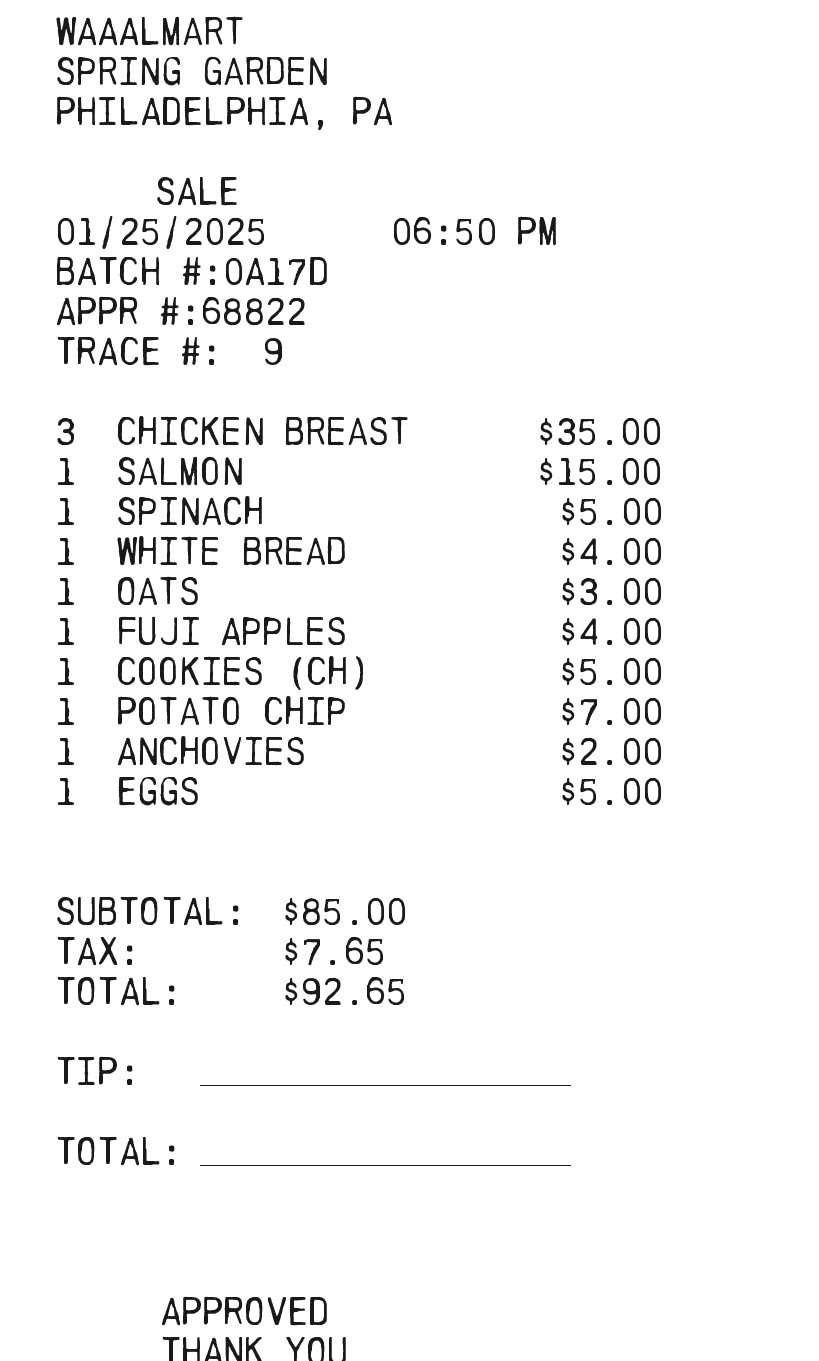 WAAALMART
SPRING GARDEN
PHILADELPHIA, PA
SALE
01/25/2025 06:50 PM
BATCH #:0A17D
APPR #:68822
TRACE #: 9
3 CHICKEN BREAST $35.00
1 SALMON $15.00
1 SPINACH $5.00
1 WHITE BREAD $4.00
1 OATS $3.00
1 FUJI APPLES $4.00
1 COOKIES (CH) $5.00
1 POTATO CHIP $7.00
1 ANCHOVIES $2.00
1 EGGS $5.00
SUBTOTAL: $85.00
TAX: $7.65
TOTAL: $92.65
TIP:
TOTAL:
APPROVED
THANK YOU